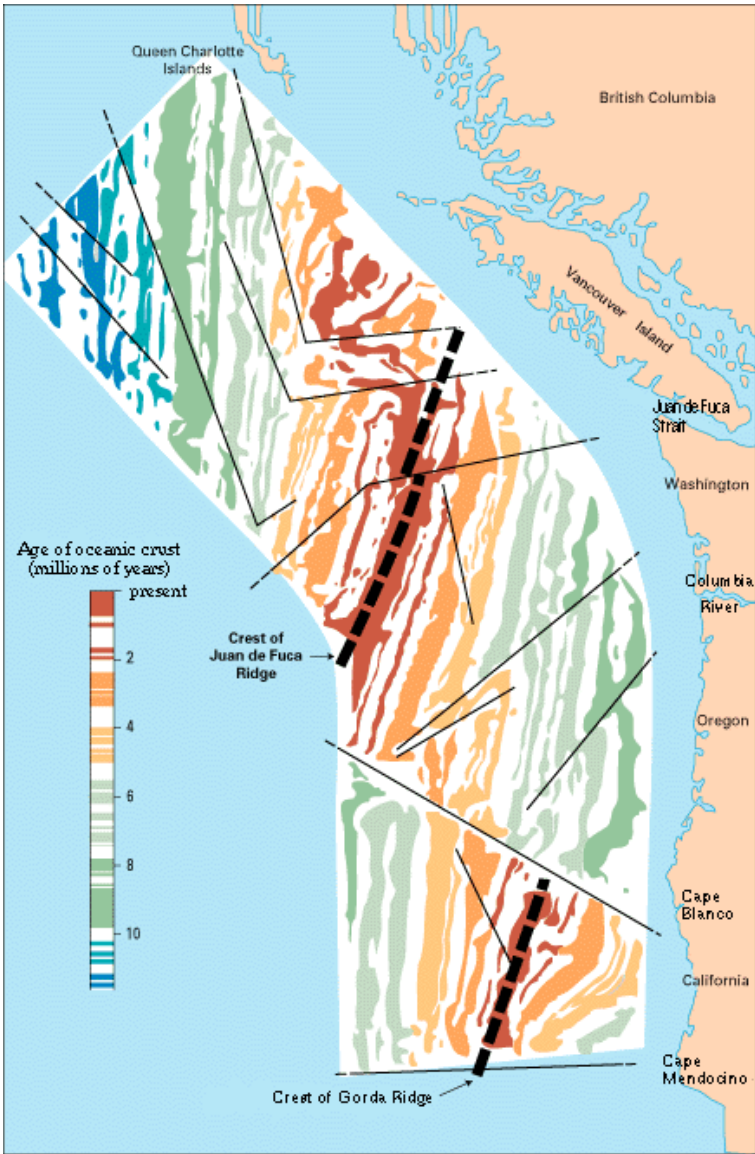 Queen Charlotte
Islands
British Columbia
Vancouver Island
Juan de Fuca
Strait
Washington
Age of oceanic crust
(millions of years)
present
2
4
6
8
10
Columbia
River
Crest of
Juan de Fuca
Ridge
Oregon
Cape
Blanco
California
Cape
Mendocino
Crest of Gorda Ridge